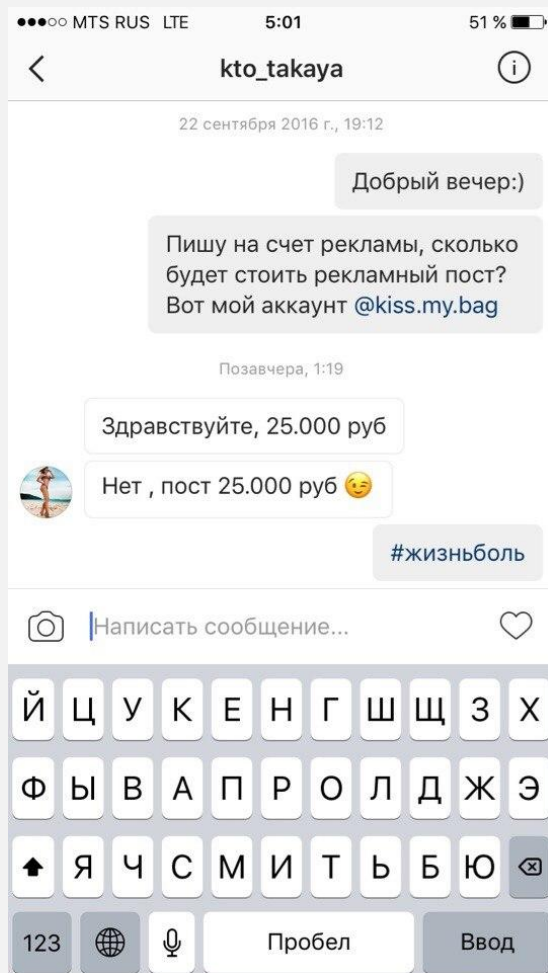 MTS RUS LTE 5:01 51 %
kto_takaya
22 сентября 2016 г., 19:12
Добрый вечер:)
Пишу на счет рекламы, сколько
будет стоить рекламный пост?
Вот мой аккаунт @kiss.my.bag
Позавчера, 1:19
Здравствуйте, 25.000 руб
Нет , пост 25.000 руб 😉
#жизньболь
Написать сообщение...
Й Ц У К Е Н Г Ш Щ З Х
Ф Ы В А П Р О Л Д Ж Э
Я Ч С М И Т Ь Б Ю
123 Пробел Ввод